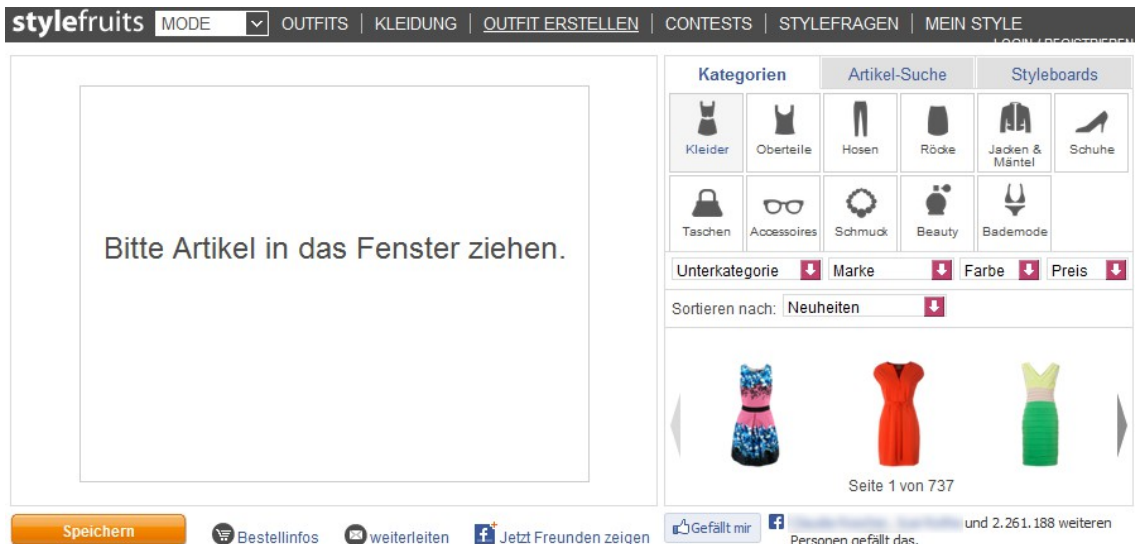 stylefruits MODE OUTFITS | KLEIDUNG | OUTFIT ERSTELLEN | CONTESTS | STYLEFRAGEN | MEIN STYLE
LOGIN / REGISTRIEREN
Bitte Artikel in das Fenster ziehen.
Kategorien Artikel-Suche Styleboards
Kleider Oberteile Hosen Röcke Jacken & Mäntel Schuhe
Taschen Accessoires Schmuck Beauty Bademode
Unterkategorie Marke Farbe Preis
Sortieren nach: Neuheiten
Seite 1 von 737
Speichern Bestellinfos weiterleiten Jetzt Freunden zeigen
Gefällt mir und 2.261.188 weiteren
Personen gefällt das.